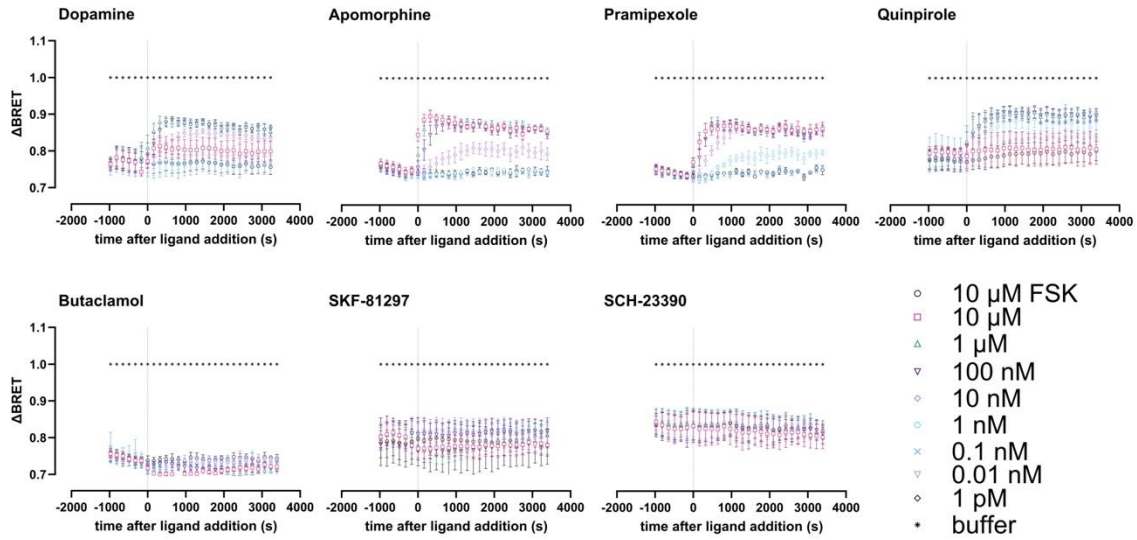 Dopamine
Apomorphine
Pramipexole
Quinpirole
ΔBRET
1.1
1.0
0.9
0.8
0.7
-2000 -1000 0 1000 2000 3000 4000
-2000 -1000 0 1000 2000 3000 4000
-2000 -1000 0 1000 2000 3000 4000
-2000 -1000 0 1000 2000 3000 4000
time after ligand addition (s)
time after ligand addition (s)
time after ligand addition (s)
time after ligand addition (s)
Butaclamol
SKF-81297
SCH-23390
ΔBRET
1.1
1.0
0.9
0.8
0.7
-2000 -1000 0 1000 2000 3000 4000
-2000 -1000 0 1000 2000 3000 4000
-2000 -1000 0 1000 2000 3000 4000
time after ligand addition (s)
time after ligand addition (s)
time after ligand addition (s)
10 µM FSK
10 µM
1 µM
100 nM
10 nM
1 nM
0.1 nM
0.01 nM
1 pM
buffer